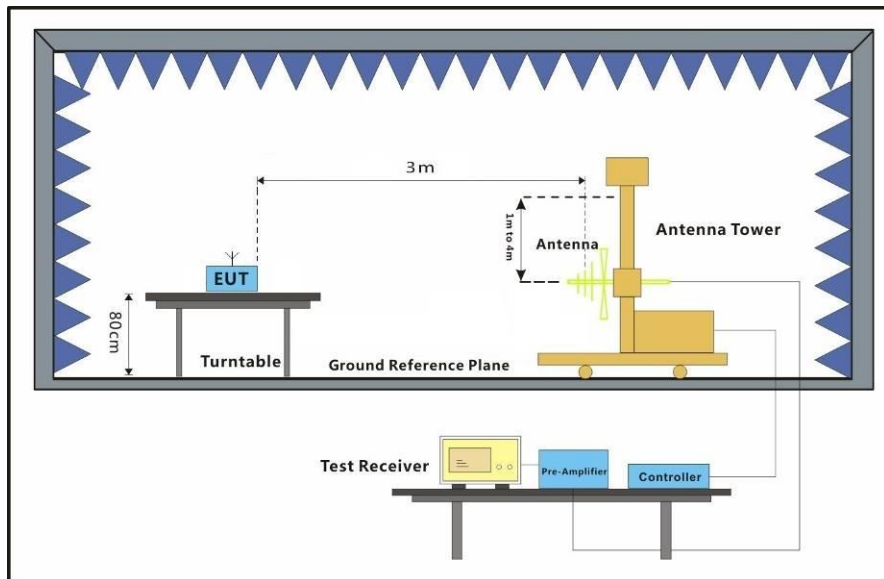 3m
1m to 4m
Antenna
Antenna Tower
EUT
80cm
Turntable
Ground Reference Plane
Test Receiver
Pre-Amplifier
Controller